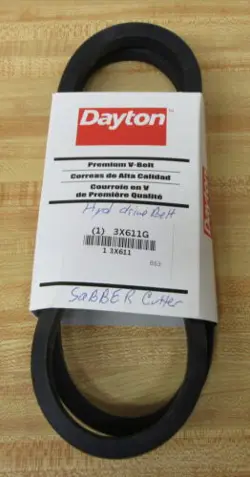 Dayton
Premium V-Belt
Correas de Alta Calidad
Courroie en V
de Première Qualité
Hyd drive Belt
(1) 3X611G
1 3X611
SaBBER Cutter